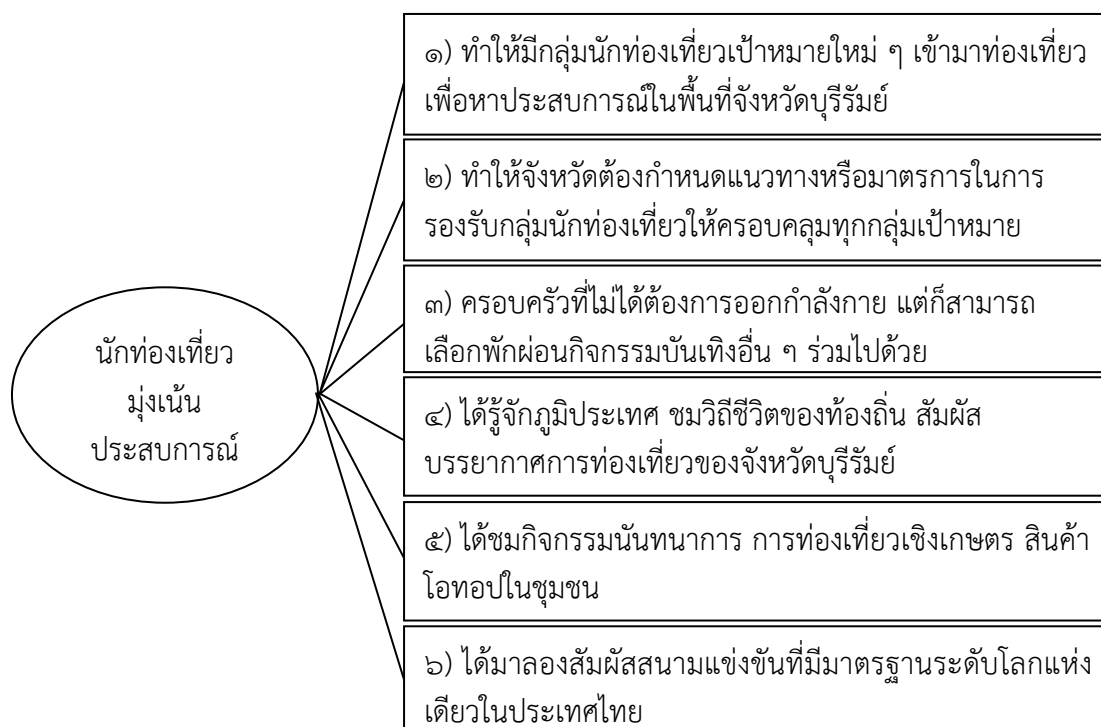 ๑) ทำให้มีกลุ่มนักท่องเที่ยวเป้าหมายใหม่ ๆ เข้ามาท่องเที่ยว
เพื่อหาประสบการณ์ในพื้นที่จังหวัดบุรีรัมย์
๒) ทำให้จังหวัดต้องกำหนดแนวทางหรือมาตรการในการ
รองรับกลุ่มนักท่องเที่ยวให้ครอบคลุมทุกกลุ่มเป้าหมาย
๓) ครอบครัวที่ไม่ได้ต้องการออกกำลังกาย แต่ก็สามารถ
เลือกพักผ่อนกิจกรรมบันเทิงอื่น ๆ ร่วมไปด้วย
นักท่องเที่ยว
มุ่งเน้น
ประสบการณ์
๔) ได้รู้จักภูมิประเทศ ชมวิถีชีวิตของท้องถิ่น สัมผัส
บรรยากาศการท่องเที่ยวของจังหวัดบุรีรัมย์
๕) ได้ชมกิจกรรมนันทนาการ การท่องเที่ยวเชิงเกษตร สินค้า
โอทอปในชุมชน
๖) ได้มาลองสัมผัสสนามแข่งขันที่มีมาตรฐานระดับโลกแห่ง
เดียวในประเทศไทย